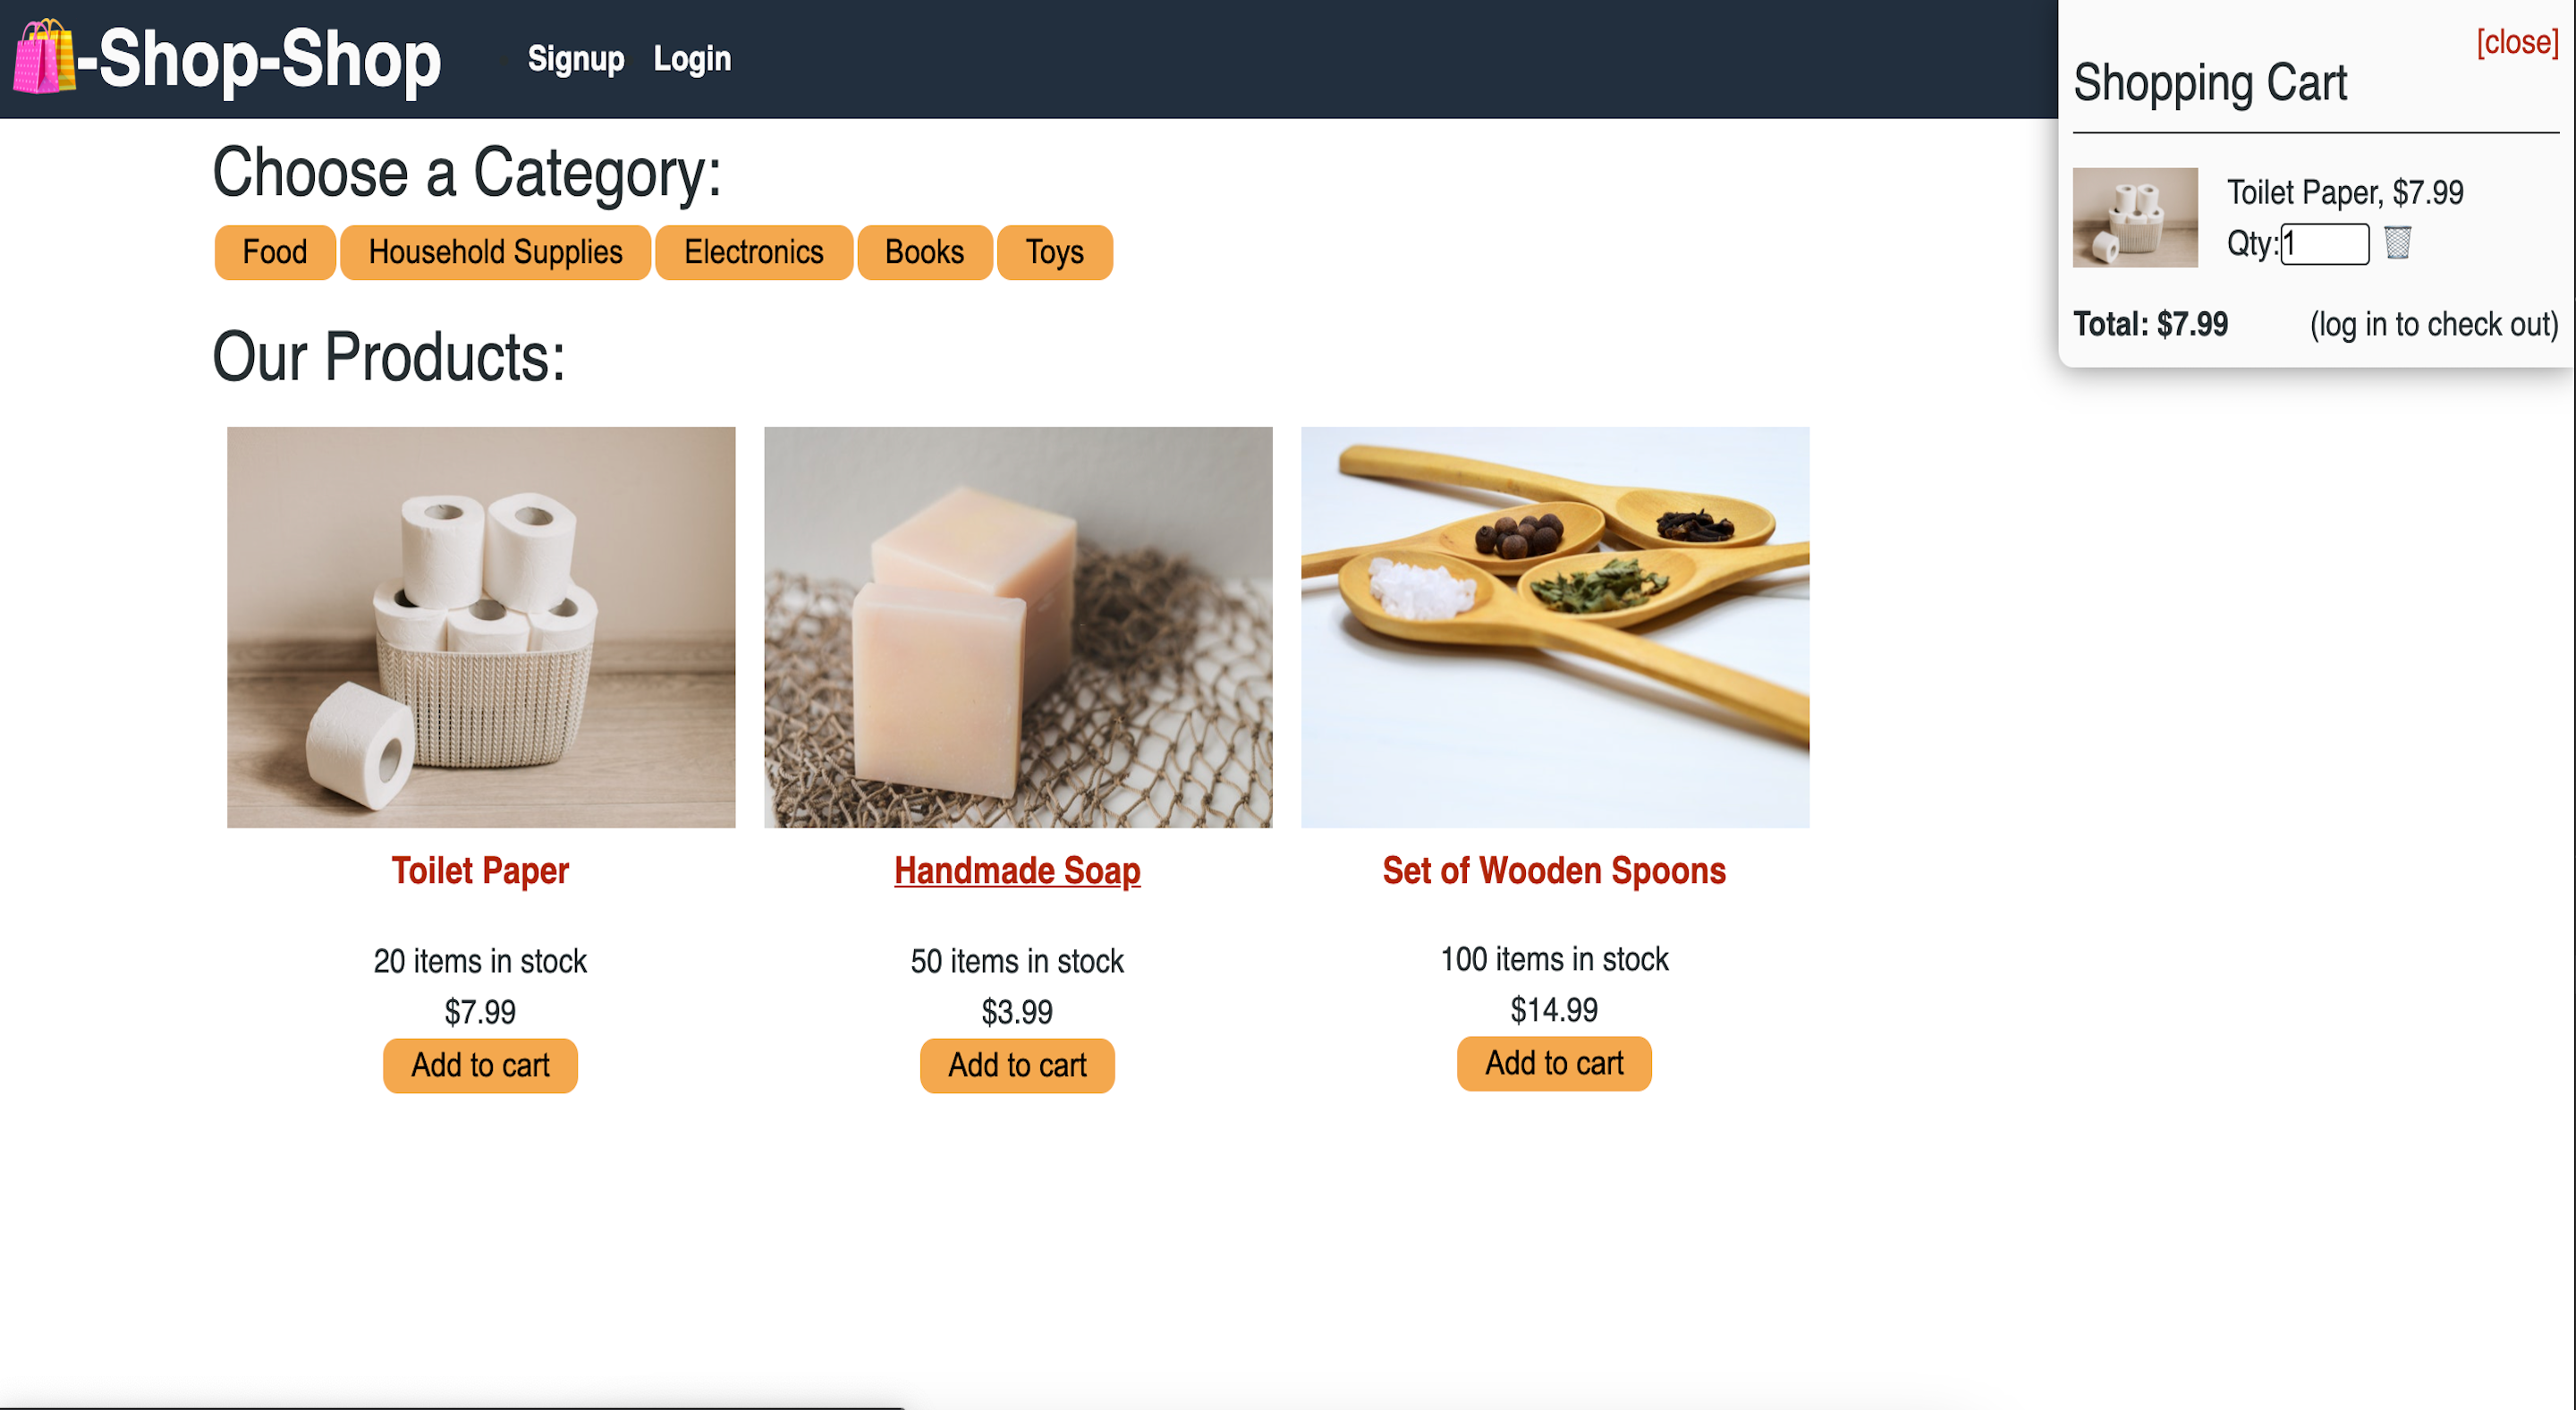 -Shop-Shop
Signup Login
[close]
Shopping Cart
Toilet Paper, $7.99
Qty:1
Total: $7.99 (log in to check out)
Choose a Category:
Food Household Supplies Electronics Books Toys
Our Products:
Toilet Paper
20 items in stock
$7.99
Add to cart
Handmade Soap
50 items in stock
$3.99
Add to cart
Set of Wooden Spoons
100 items in stock
$14.99
Add to cart